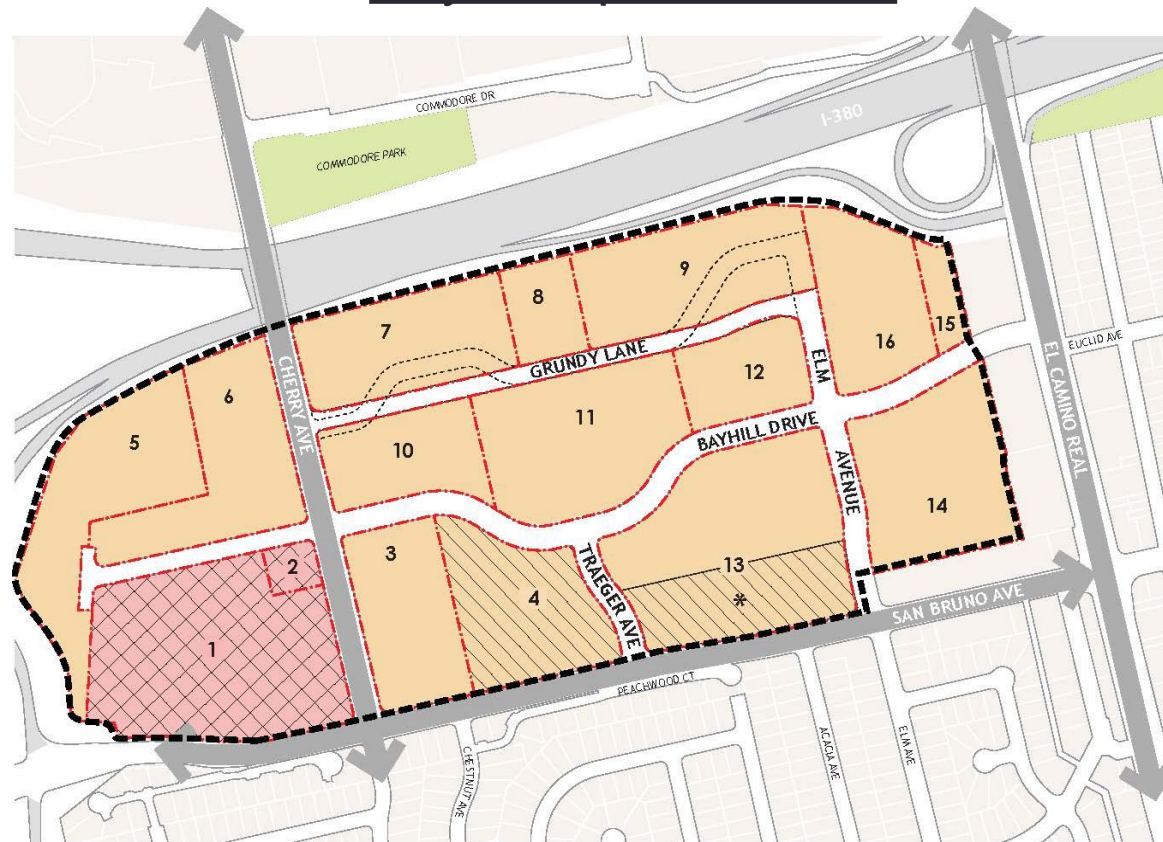 COMMODORE DR
I-380
COMMODORE PARK
9
8
7
15
16
EL CAMINO REAL
EUCLID AVE
GRUNDY LANE
CHERRY AVE
ELM
12
6
11
5
10
BAYHILL DRIVE
AVENUE
14
3
2
13
4
TRAEGER AVE
*
SAN BRUNO AVE
1
PEACHWOOD CT
CHESTNUT AVE
ACACIA AVE
ELM AVE